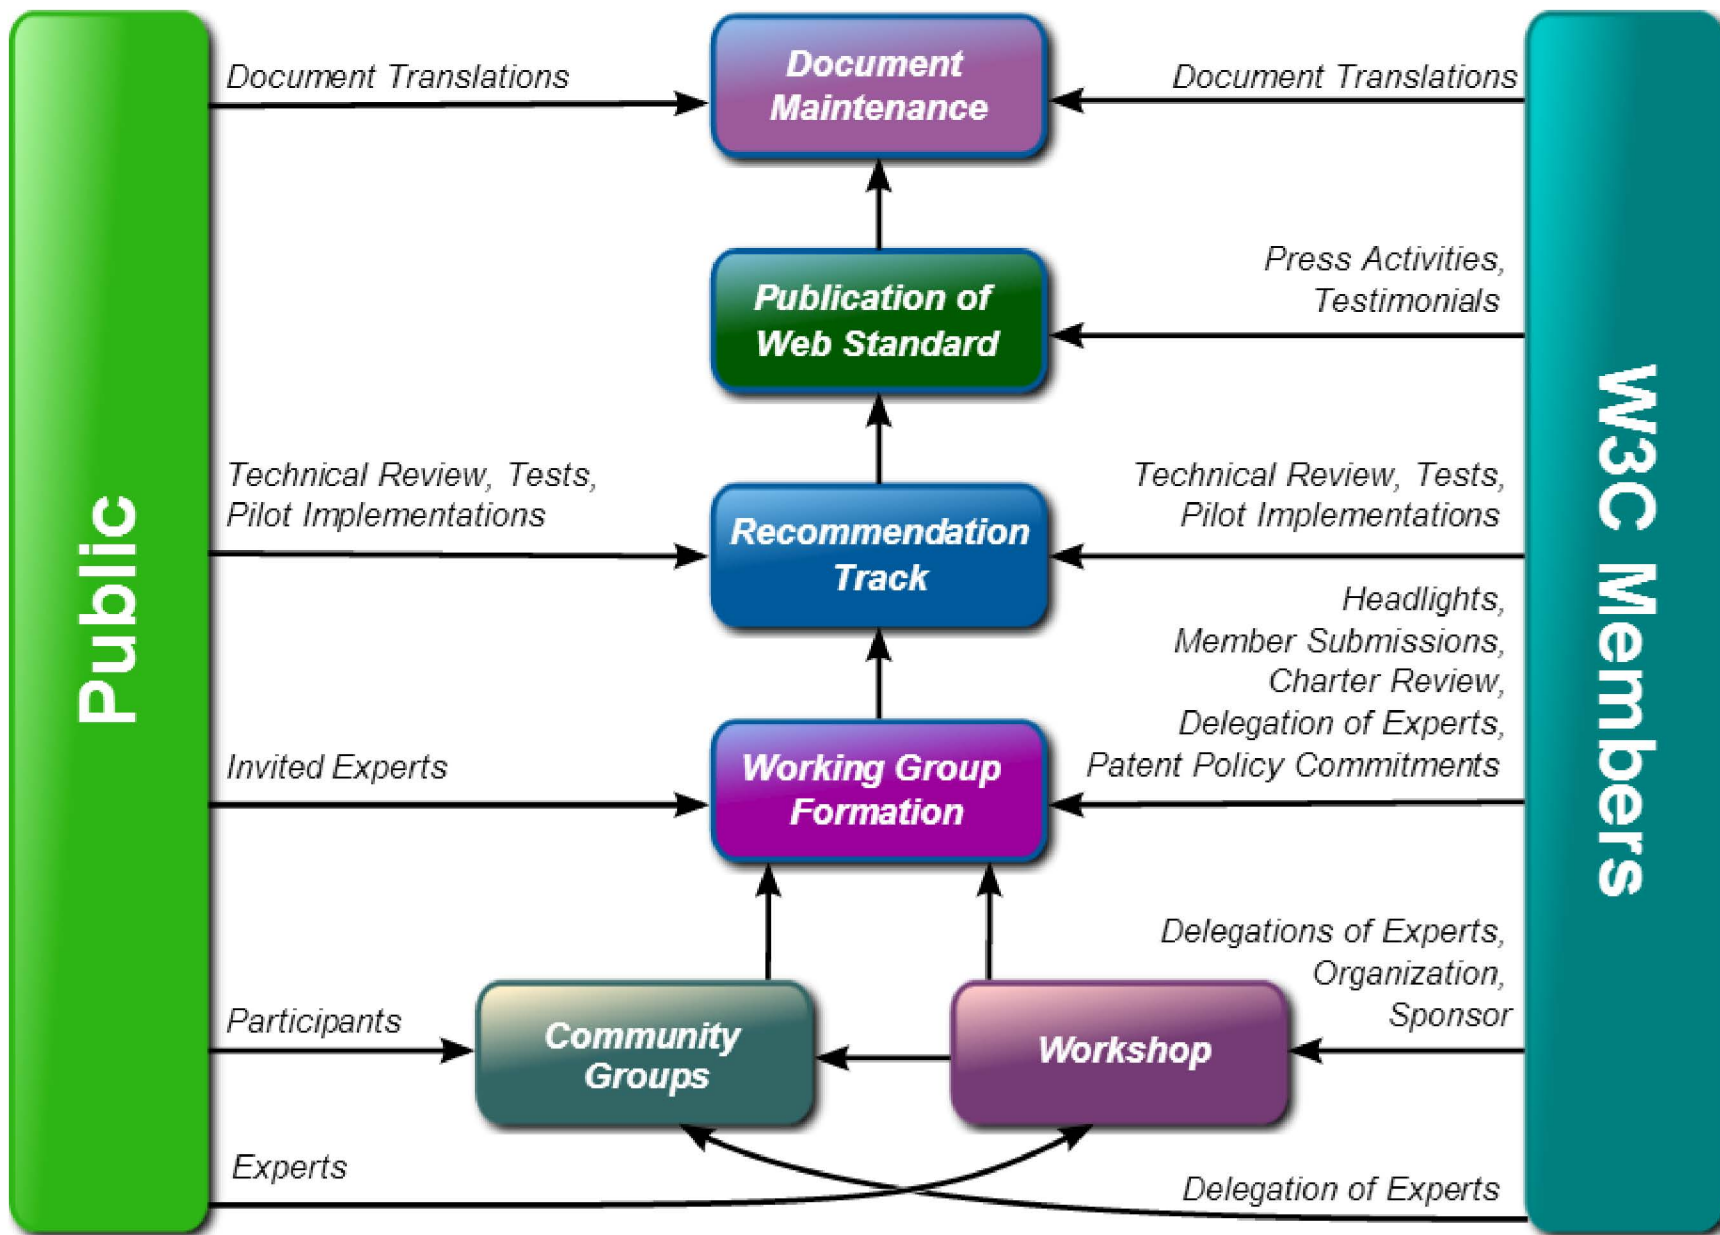 Public
W3C Members
Document Translations
Document
Maintenance
Document Translations
Publication of
Web Standard
Press Activities,
Testimonials
Technical Review, Tests,
Pilot Implementations
Recommendation
Track
Technical Review, Tests,
Pilot Implementations
Invited Experts
Working Group
Formation
Headlights,
Member Submissions,
Charter Review,
Delegation of Experts,
Patent Policy Commitments
Participants
Community
Groups
Workshop
Delegations of Experts,
Organization,
Sponsor
Experts
Delegation of Experts